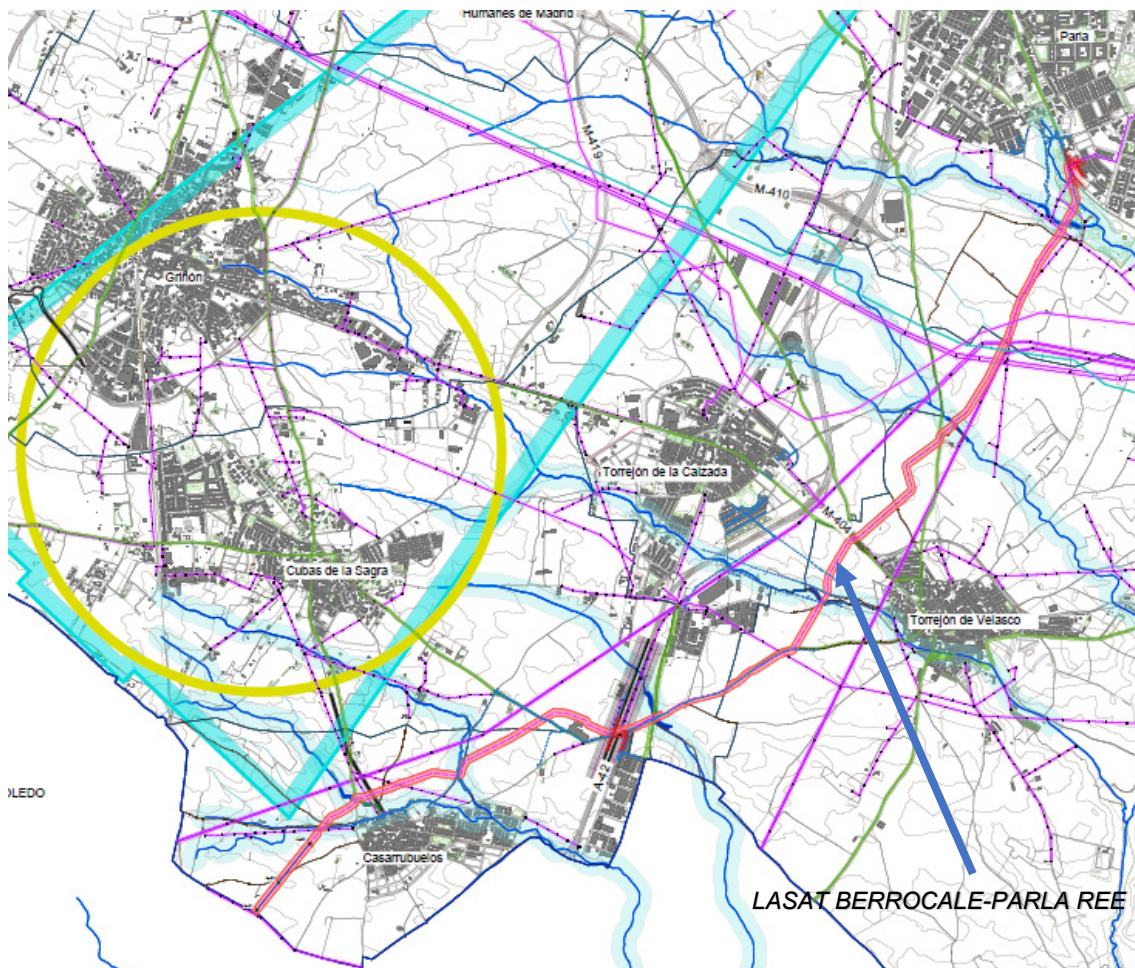 Humanes de Madrid
Parla
M-419
M-410
Griñón
Torrejón de la Calzada
M-404
Cubas de la Sagra
Torrejón de Velasco
A-42
OLEDO
Casarrubuelos
LASAT BERROCALE-PARLA REE